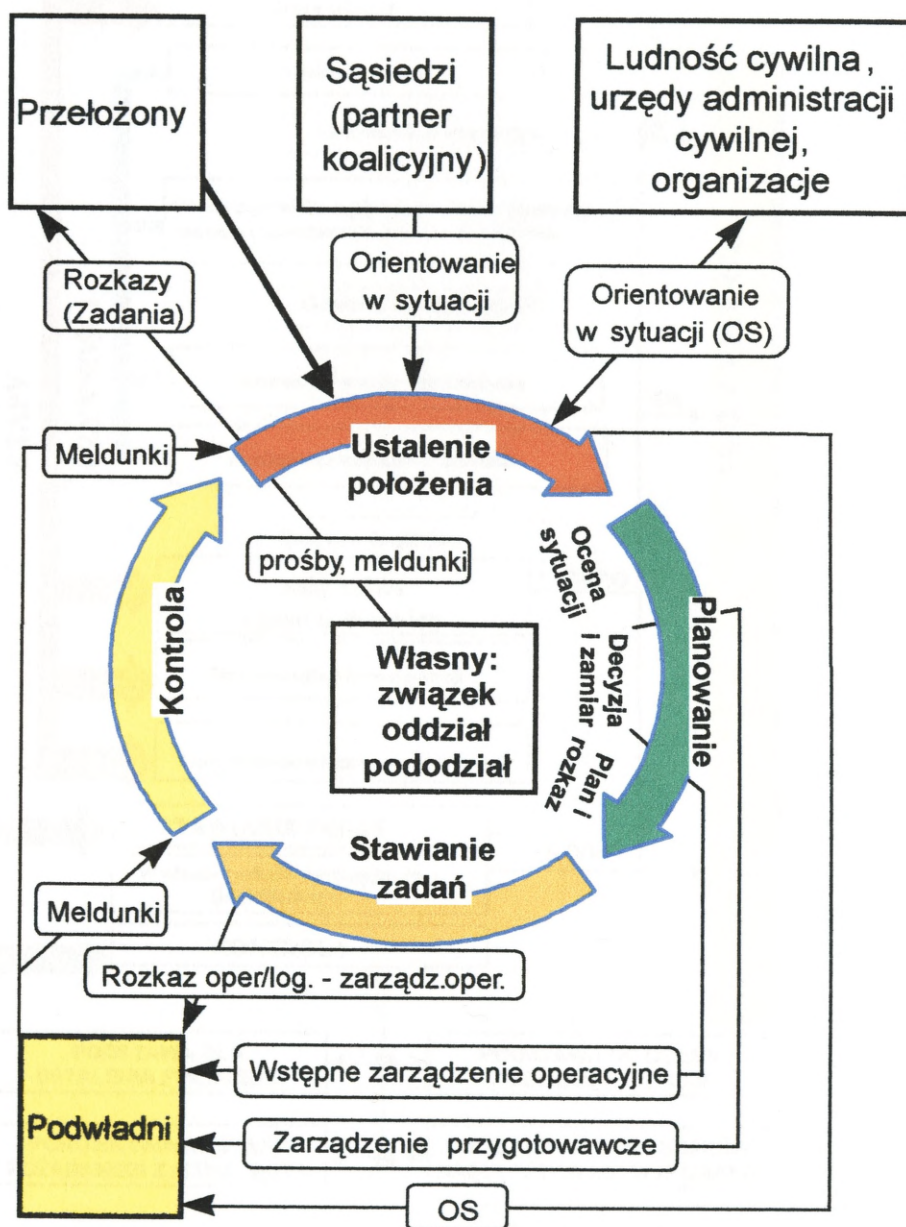 Przełożony
Sąsiedzi
(partner
koalicyjny)
Ludność cywilna ,
urzędy administracji
cywilnej,
organizacje
Rozkazy
(Zadania)
Orientowanie
w sytuacji
Orientowanie
w sytuacji (OS)
Meldunki
Ustalenie
położenia
prośby, meldunki
Ocena
sytuacji
Decyzja
i zamiar
Plan i
rozkaz
Planowanie
Kontrola
Własny:
związek
oddział
pododział
Stawianie
zadań
Meldunki
Rozkaz oper/log. - zarządz.oper.
Podwładni
Wstępne zarządzenie operacyjne
Zarządzenie przygotowawcze
OS